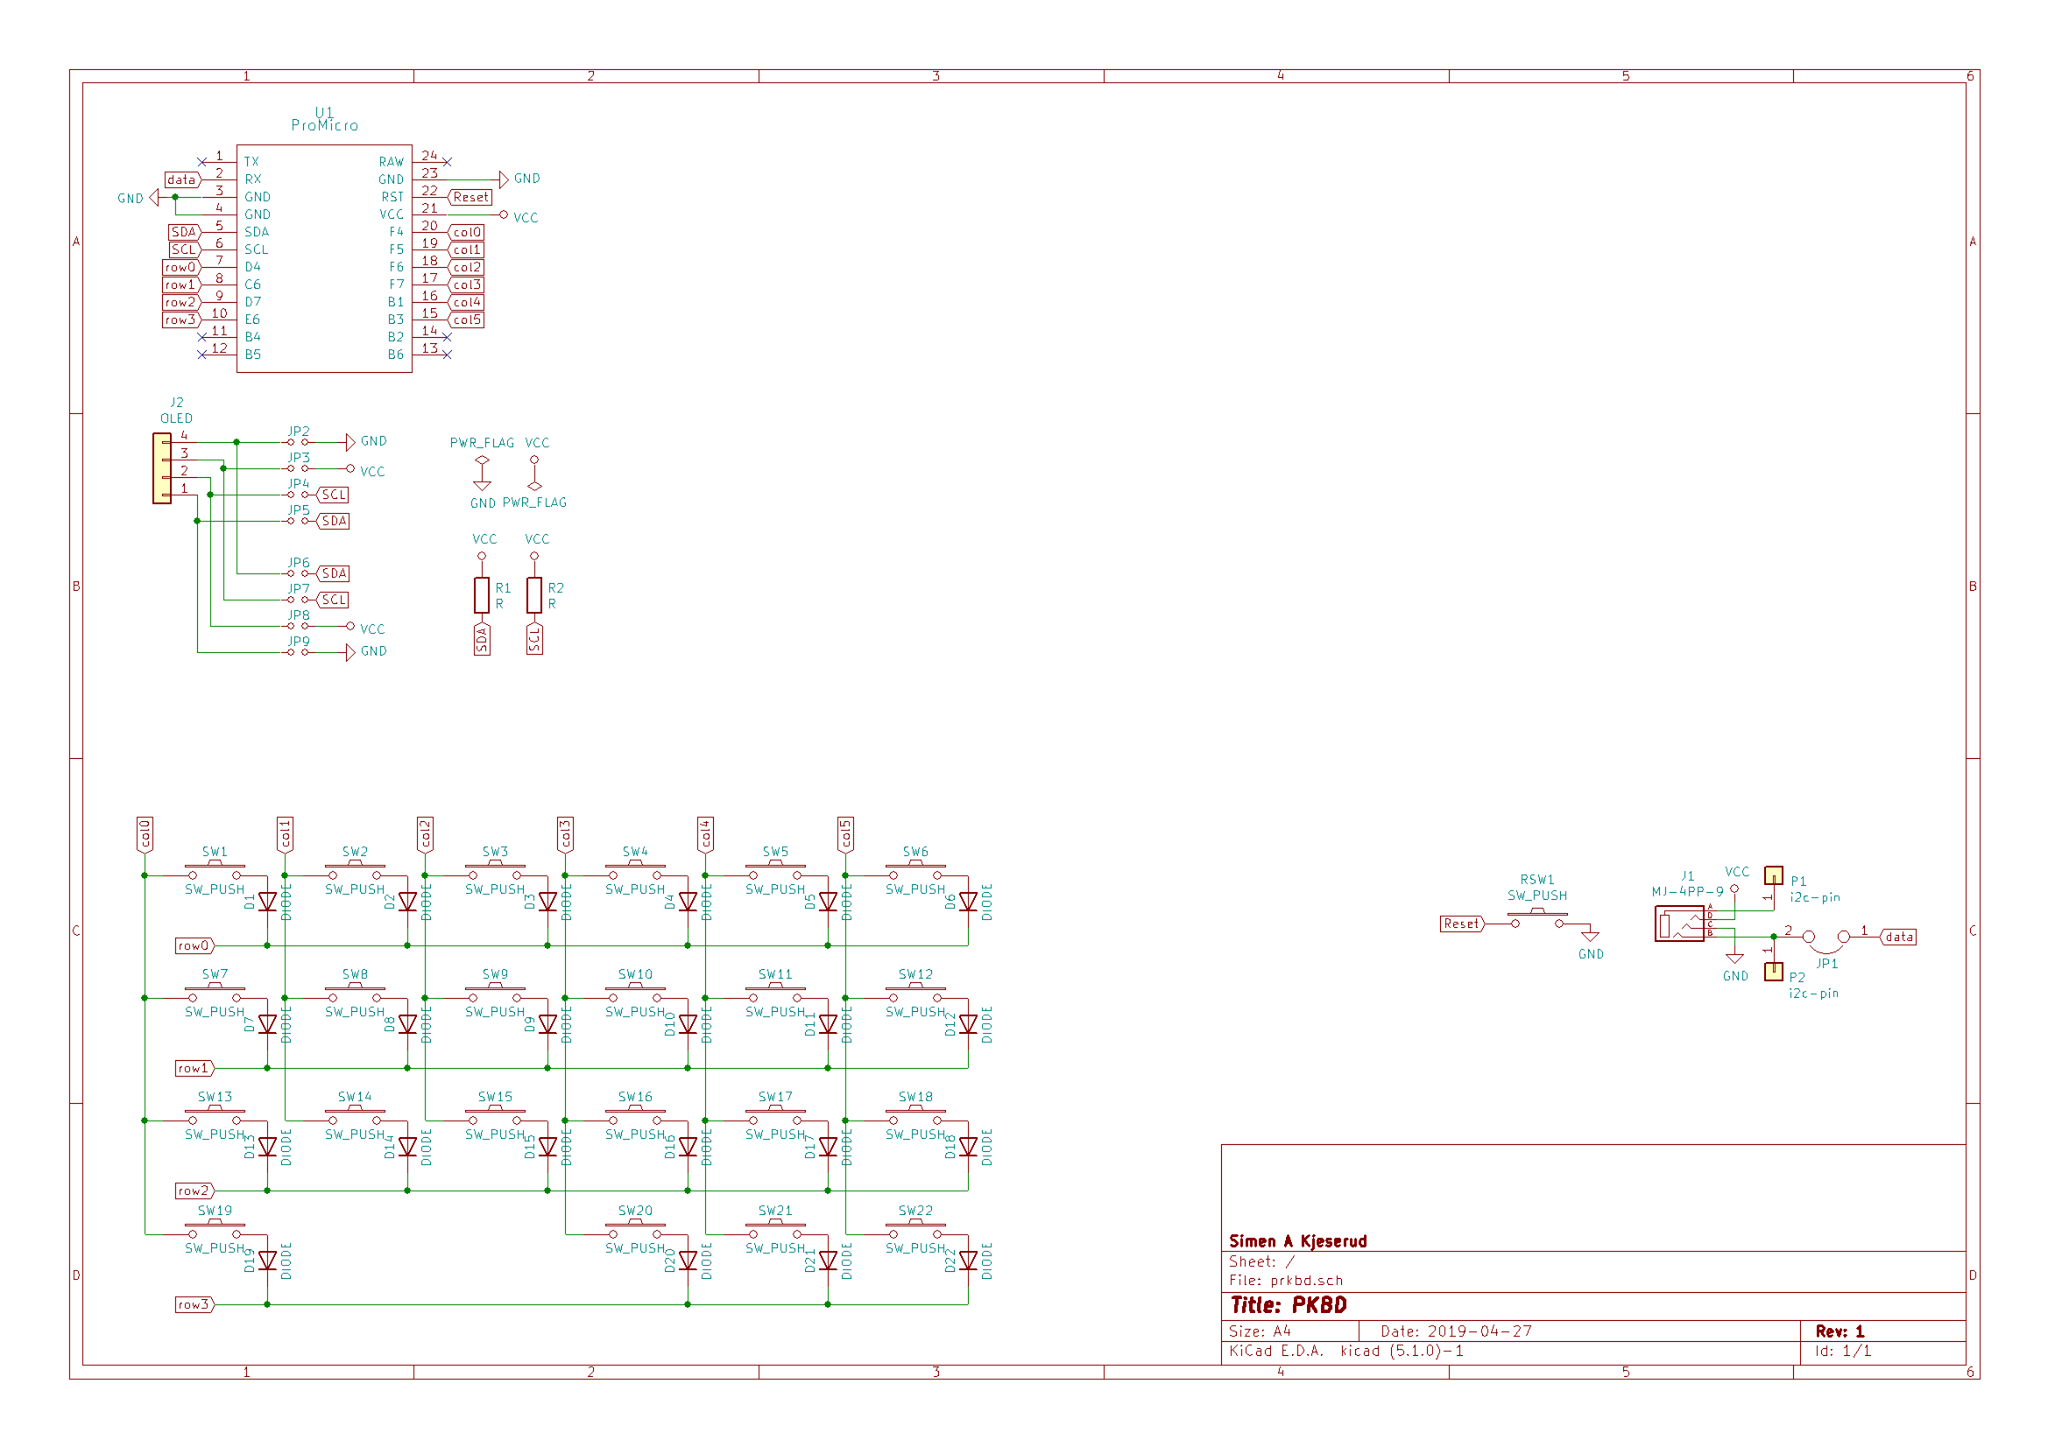 1 2 3 4 5 6
A A
B B
C C
D D
U1
ProMicro
1 TX RAW 24
data 2 RX GND 23 GND
GND 3 GND RST 22 Reset
4 GND VCC 21 VCC
SDA 5 SDA F4 20 col0
SCL 6 SCL F5 19 col1
row0 7 D4 F6 18 col2
row1 8 C6 F7 17 col3
row2 9 D7 B1 16 col4
row3 10 E6 B3 15 col5
11 B4 B2 14
12 B5 B6 13
J2
OLED
4 JP2 GND
3 JP3 VCC
2 JP4 SCL
1 JP5 SDA
JP6 SDA
JP7 SCL
JP8 VCC
JP9 GND
PWR_FLAG VCC
GND PWR_FLAG
VCC VCC
R1 R2
R R
SDA SCL
col0 col1 col2 col3 col4 col5
SW1 SW2 SW3 SW4 SW5 SW6
SW_PUSH SW_PUSH SW_PUSH SW_PUSH SW_PUSH SW_PUSH
D1 DIODE D2 DIODE D3 DIODE D4 DIODE D5 DIODE D6 DIODE
row0
SW7 SW8 SW9 SW10 SW11 SW12
SW_PUSH SW_PUSH SW_PUSH SW_PUSH SW_PUSH SW_PUSH
D7 DIODE D8 DIODE D9 DIODE D10 DIODE D11 DIODE D12 DIODE
row1
SW13 SW14 SW15 SW16 SW17 SW18
SW_PUSH SW_PUSH SW_PUSH SW_PUSH SW_PUSH SW_PUSH
D13 DIODE D14 DIODE D15 DIODE D16 DIODE D17 DIODE D18 DIODE
row2
SW19 SW20 SW21 SW22
SW_PUSH SW_PUSH SW_PUSH SW_PUSH
D19 DIODE D20 DIODE D21 DIODE D22 DIODE
row3
RSW1
SW_PUSH
Reset
GND
J1
MJ-4PP-9
A
D
C
B
VCC
GND
P1
i2c-pin
1
2 1 data
JP1
1
P2
i2c-pin
Simen A Kjeserud
Sheet: /
File: prkbd.sch
Title: PKBD
Size: A4 Date: 2019-04-27 Rev: 1
KiCad E.D.A. kicad (5.1.0)-1 Id: 1/1
1 2 3 4 5 6